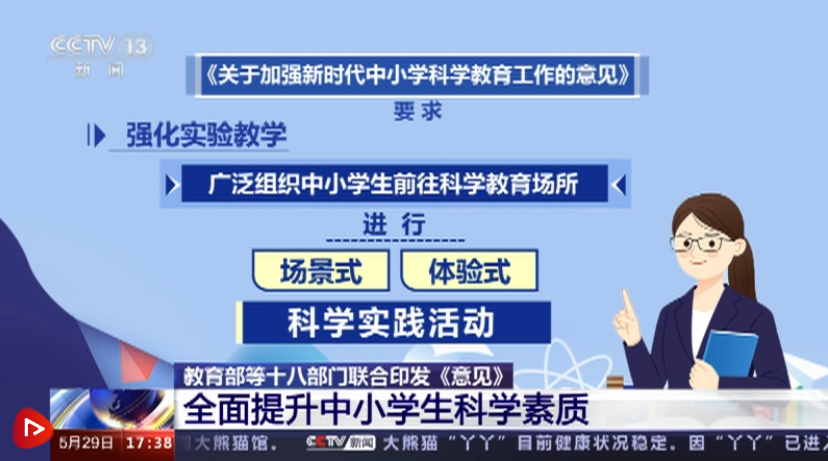 CCTV 13
新闻
《关于加强新时代中小学科学教育工作的意见》
要求
强化实验教学
广泛组织中小学生前往科学教育场所
进行
场景式 体验式
科学实践活动
教育部等十八部门联合印发《意见》
全面提升中小学生科学素质
5月29日 17:38 大熊猫馆。 CCTV 新闻 大熊猫“丫丫”目前健康状况稳定。因“丫丫”已进